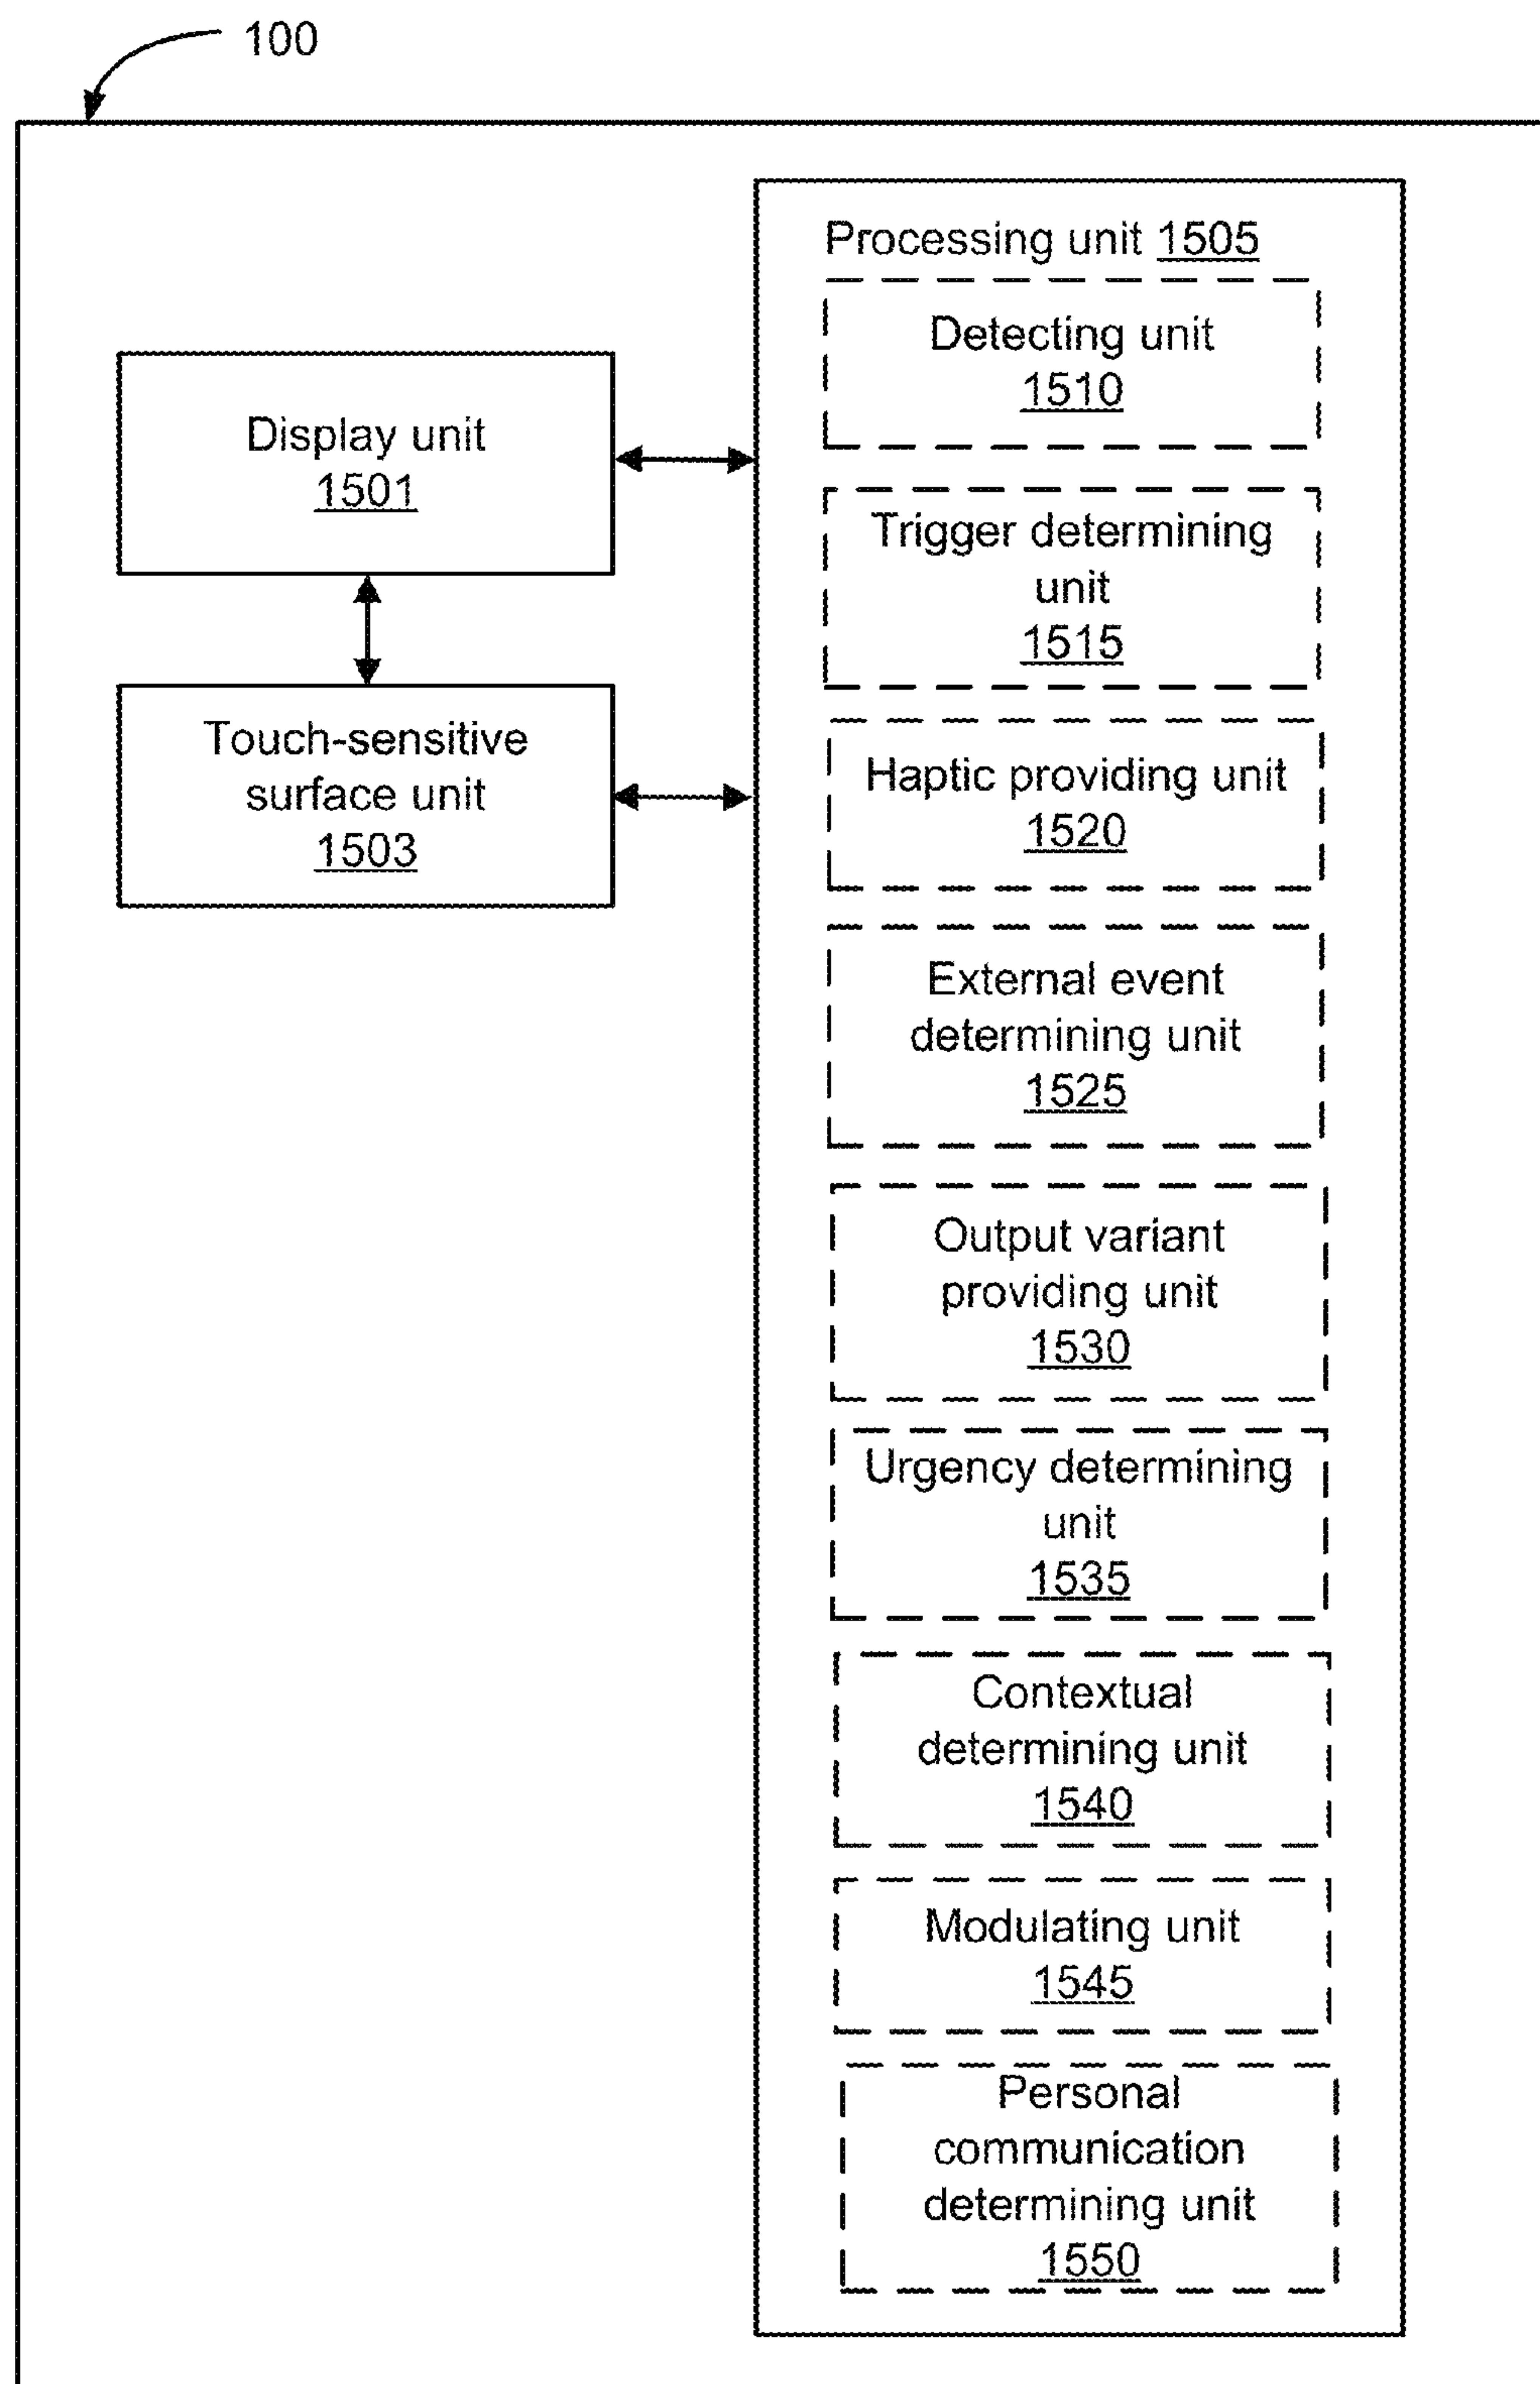 100
Processing unit 1505
Detecting unit
1510
Display unit
1501
Trigger determining
unit
1515
Touch-sensitive
surface unit
1503
Haptic providing unit
1520
External event
determining unit
1525
Output variant
providing unit
1530
Urgency determining
unit
1535
Contextual
determining unit
1540
Modulating unit
1545
Personal
communication
determining unit
1550